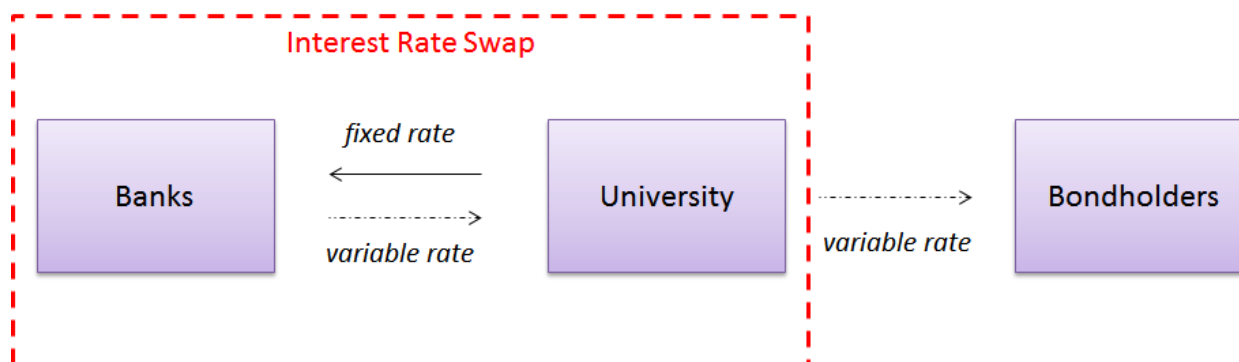 Interest Rate Swap
fixed rate
Banks
University
Bondholders
variable rate
variable rate